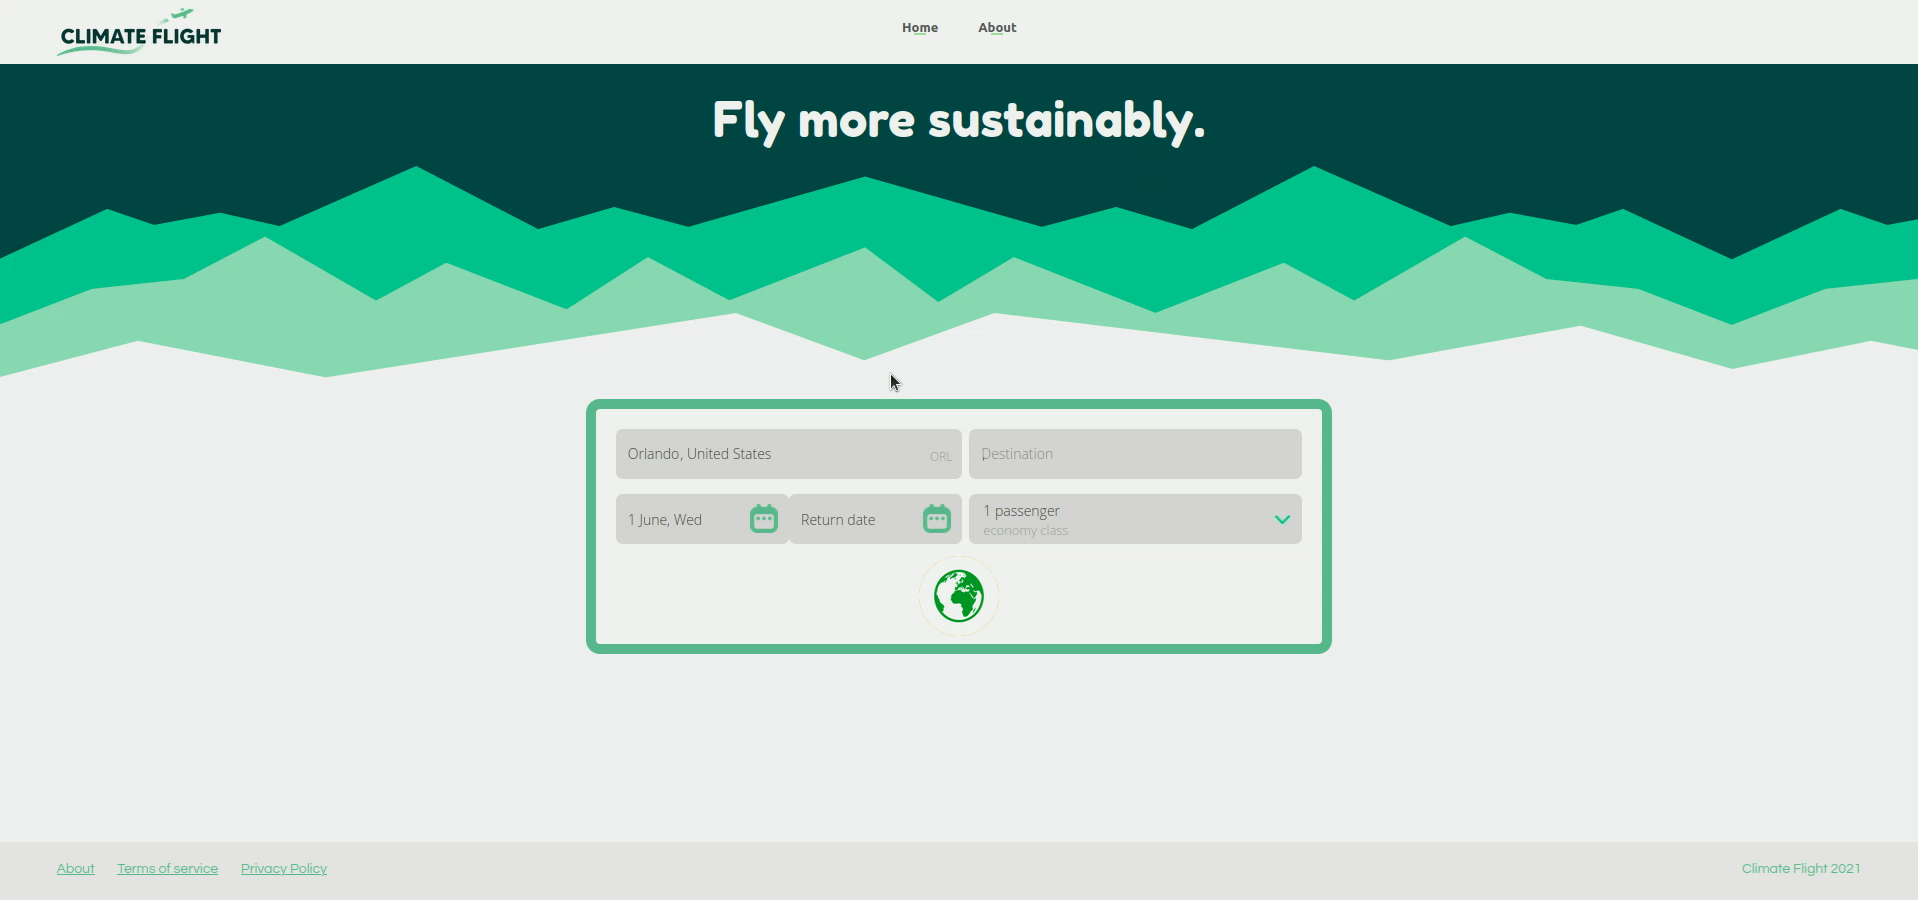 CLIMATE FLIGHT
Home
About
Fly more sustainably.
Orlando, United States
ORL
Destination
1 June, Wed
Return date
1 passenger
economy class
About
Terms of service
Privacy Policy
Climate Flight 2021